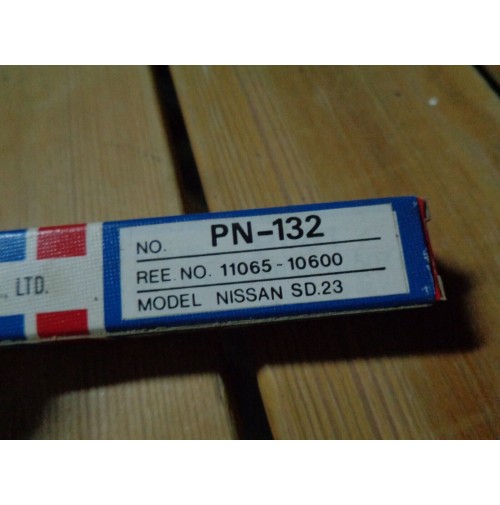 NO. PN-132
REE. NO. 11065-10600
MODEL NISSAN SD.23
., LTD.